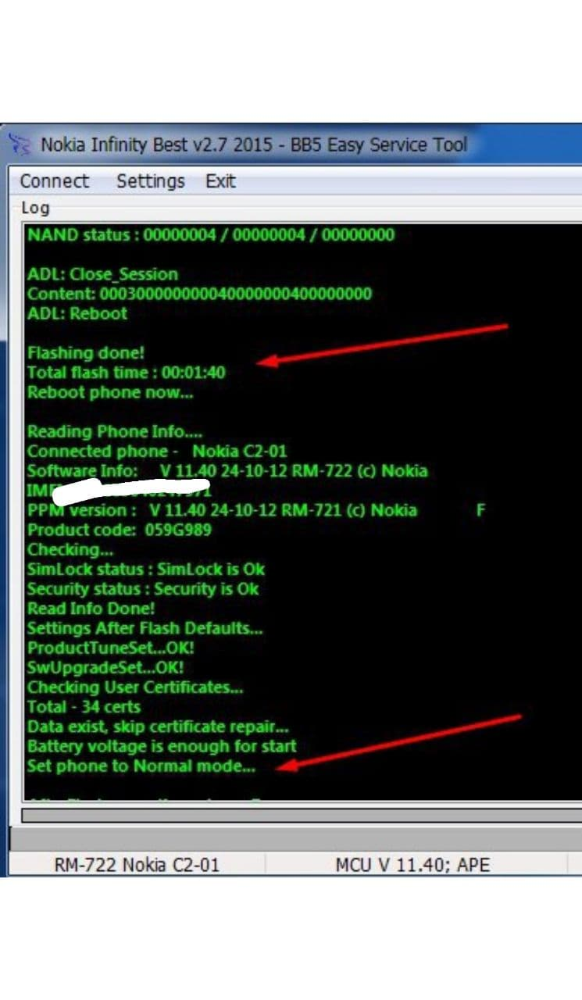 Nokia Infinity Best v2.7 2015 - BB5 Easy Service Tool
Connect Settings Exit
Log
NAND status : 00000004 / 00000004 / 00000000
ADL: Close_Session
Content: 00030000000004000000040000000​0
ADL: Reboot
Flashing done!
Total flash time : 00:01:40
Reboot phone now...
Reading Phone Info....
Connected phone - Nokia C2-01
Software Info: V 11.40 24-10-12 RM-722 (c) Nokia
PPM version : V 11.40 24-10-12 RM-721 (c) Nokia F
Product code: 059G989
Checking...
SimLock status : SimLock is Ok
Security status : Security is Ok
Read Info Done!
Settings After Flash Defaults...
ProductTuneSet...OK!
SwUpgradeSet...OK!
Checking User Certificates...
Total - 34 certs
Data exist, skip certificate repair...
Battery voltage is enough for start
Set phone to Normal mode...
RM-722 Nokia C2-01 MCU V 11.40; APE